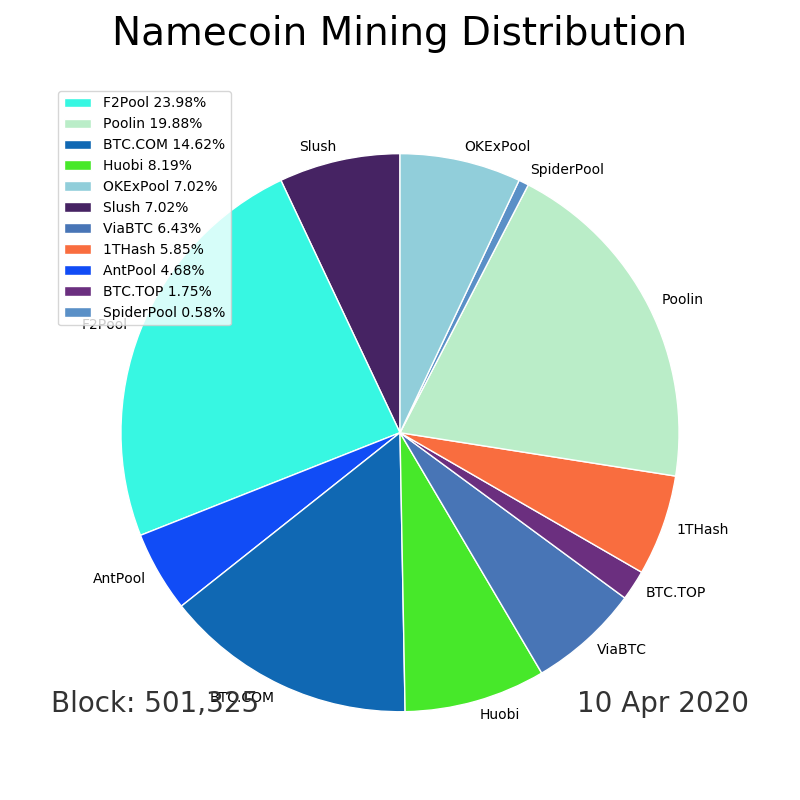 Namecoin Mining Distribution
F2Pool 23.98%
Poolin 19.88%
BTC.COM 14.62%
Huobi 8.19%
OKExPool 7.02%
Slush 7.02%
ViaBTC 6.43%
1THash 5.85%
AntPool 4.68%
BTC.TOP 1.75%
SpiderPool 0.58%
Slush
OKExPool
SpiderPool
Poolin
F2Pool
1THash
AntPool
BTC.TOP
ViaBTC
BTC.COM
Huobi
Block: 501,325
10 Apr 2020